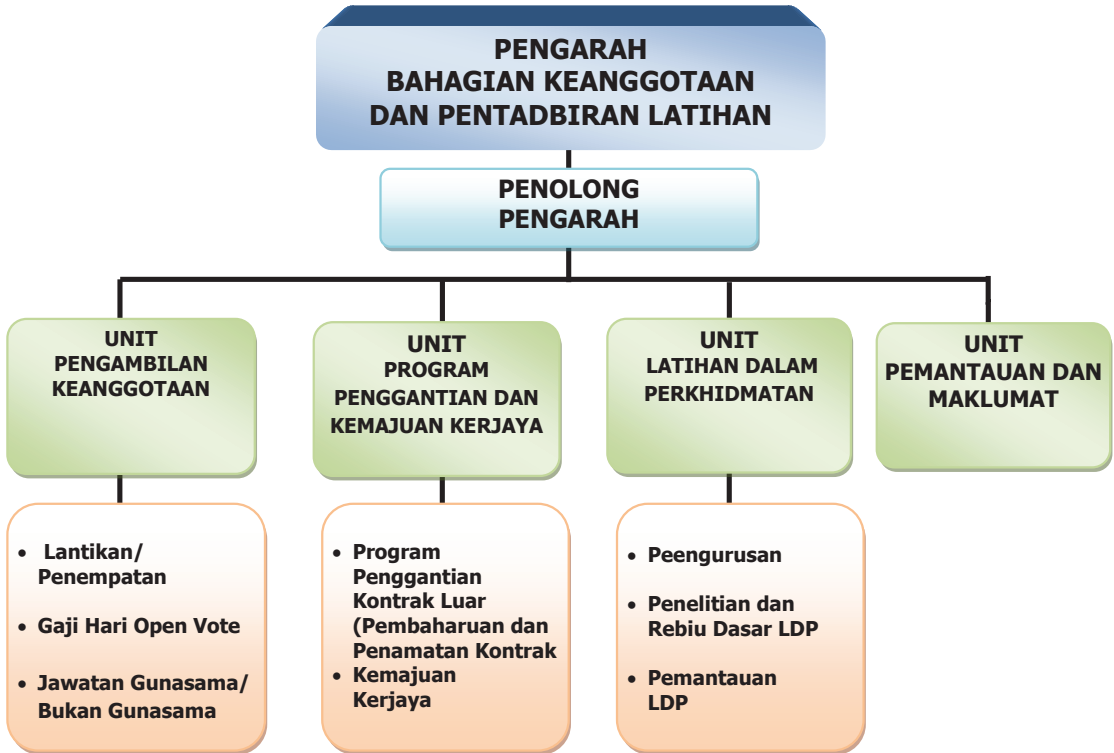 PENGARAH
BAHAGIAN KEANGGOTAAN
DAN PENTADBIRAN LATIHAN
PENOLONG
PENGARAH
UNIT
PENGAMBILAN
KEANGGOTAAN
UNIT
PROGRAM
PENGGANTIAN DAN
KEMAJUAN KERJAYA
UNIT
LATIHAN DALAM
PERKHIDMATAN
UNIT
PEMANTAUAN DAN
MAKLUMAT
• Lantikan/
Penempatan
• Gaji Hari Open Vote
• Jawatan Gunasama/
Bukan Gunasama
• Program
Penggantian
Kontrak Luar
(Pembaharuan dan
Penamatan Kontrak
• Kemajuan
Kerjaya
• Peengurusan
• Penelitian dan
Rebiu Dasar LDP
• Pemantauan
LDP